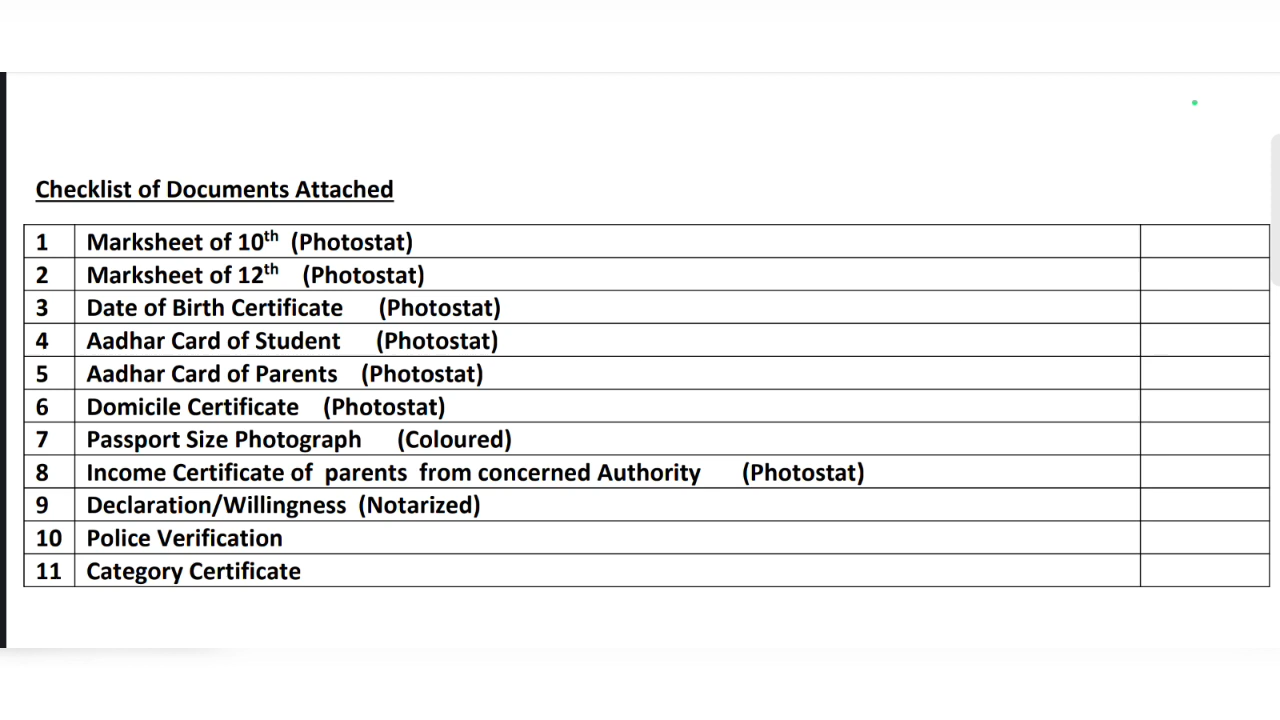 Checklist of Documents Attached
1 Marksheet of 10th (Photostat)
2 Marksheet of 12th (Photostat)
3 Date of Birth Certificate (Photostat)
4 Aadhar Card of Student (Photostat)
5 Aadhar Card of Parents (Photostat)
6 Domicile Certificate (Photostat)
7 Passport Size Photograph (Coloured)
8 Income Certificate of parents from concerned Authority (Photostat)
9 Declaration/Willingness (Notarized)
10 Police Verification
11 Category Certificate